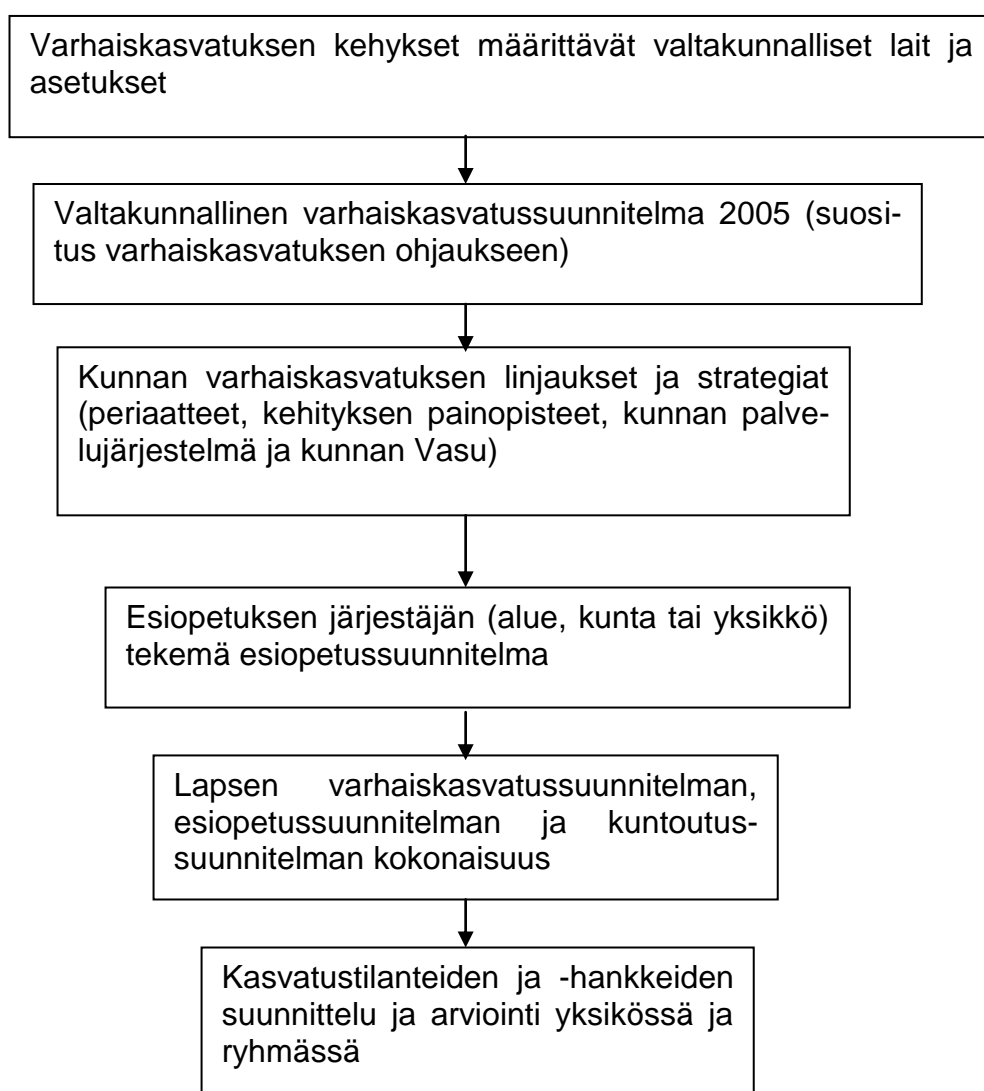 Varhaiskasvatuksen kehykset määrittävät valtakunnalliset lait ja
asetukset
Valtakunnallinen varhaiskasvatussuunnitelma 2005 (suosi-
tus varhaiskasvatuksen ohjaukseen)
Kunnan varhaiskasvatuksen linjaukset ja strategiat
(periaatteet, kehityksen painopisteet, kunnan palve-
lujärjestelmä ja kunnan Vasu)
Esiopetuksen järjestäjän (alue, kunta tai yksikkö)
tekemä esiopetussuunnitelma
Lapsen varhaiskasvatussuunnitelman,
esiopetussuunnitelman ja kuntoutus-
suunnitelman kokonaisuus
Kasvatustilanteiden ja -hankkeiden
suunnittelu ja arviointi yksikössä ja
ryhmässä